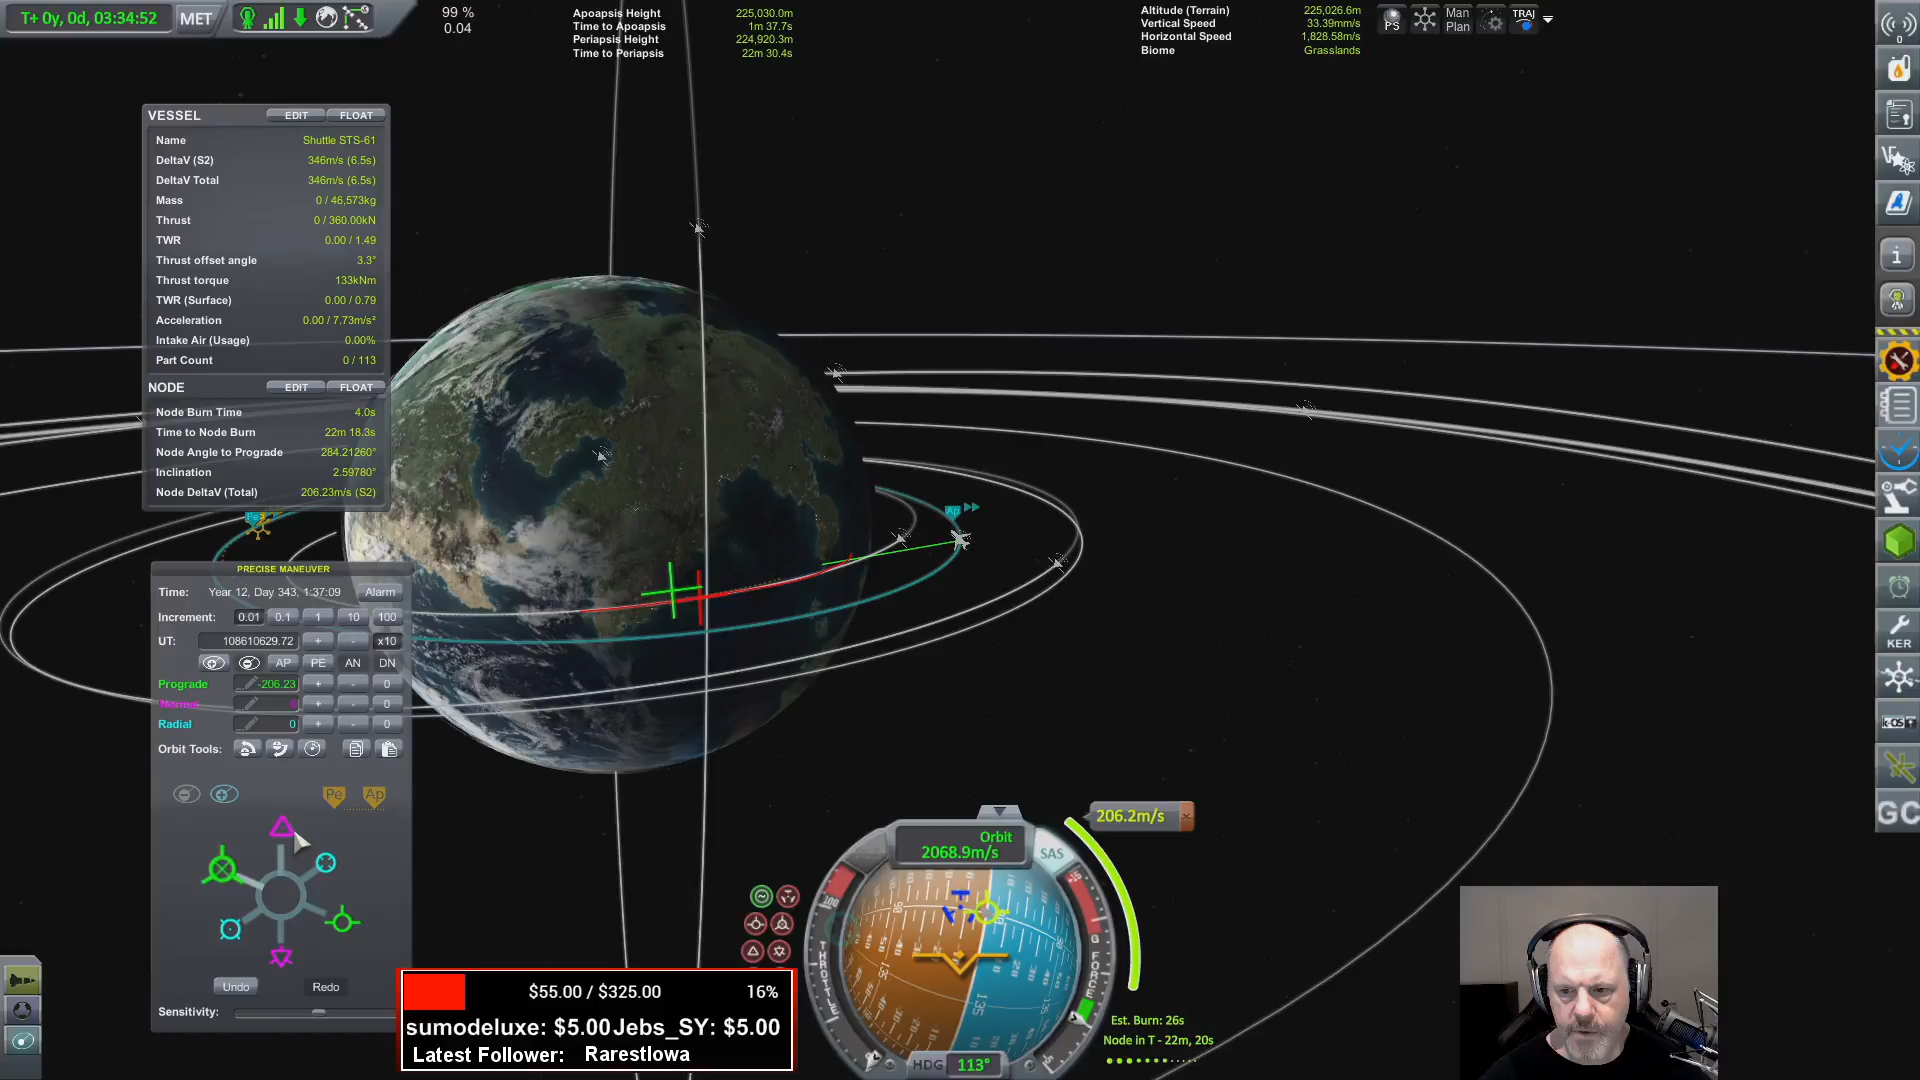 T+ 0y, 0d, 03:34:52
MET
99 %
0.04
Apoapsis Height 225,030.0m
Time to Apoapsis 1m 37.7s
Periapsis Height 224,920.3m
Time to Periapsis 22m 30.4s
Altitude (Terrain) 225,026.6m
Vertical Speed 33.39mm/s
Horizontal Speed 1,828.58m/s
Biome Grasslands
PS
Man Plan
TRAJ
0
VESSEL EDIT FLOAT
Name Shuttle STS-61
DeltaV (S2) 346m/s (6.5s)
DeltaV Total 346m/s (6.5s)
Mass 0 / 46,573kg
Thrust 0 / 360.00kN
TWR 0.00 / 1.49
Thrust offset angle 3.3°
Thrust torque 133kNm
TWR (Surface) 0.00 / 0.79
Acceleration 0.00 / 7.73m/s²
Intake Air (Usage) 0.00%
Part Count 0 / 113
NODE EDIT FLOAT
Node Burn Time 4.0s
Time to Node Burn 22m 18.3s
Node Angle to Prograde 284.21260°
Inclination 2.59780°
Node DeltaV (Total) 206.23m/s (S2)
Pe
Ap
PRECISE MANEUVER
Time: Year 12, Day 343, 1:37:09 Alarm
Increment: 0.01 0.1 1 10 100
UT: 108610629.72 + - x10
AP PE AN DN
Prograde -206.23 + - 0
Normal + - 0
Radial 0 + - 0
Orbit Tools:
Pe Ap
Undo Redo
Sensitivity:
KER
k-OS
GC
206.2m/s
Orbit
2068.9m/s
SAS
THROTTLE
G FORCE
HDG 113°
Est. Burn: 26s
Node in T - 22m, 20s
$55.00 / $325.00 16%
sumodeluxe: $5.00Jebs_SY: $5.00
Latest Follower: RarestIowa